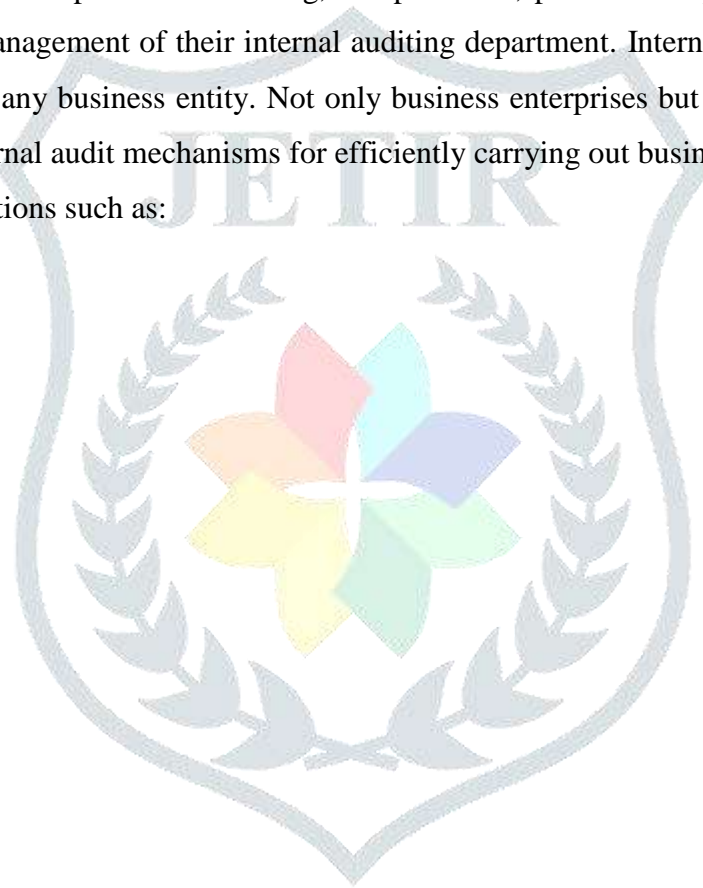 anagement of their internal auditing department. Intern
any business entity. Not only business enterprises but
rnal audit mechanisms for efficiently carrying out busin
tions such as:
JETIR